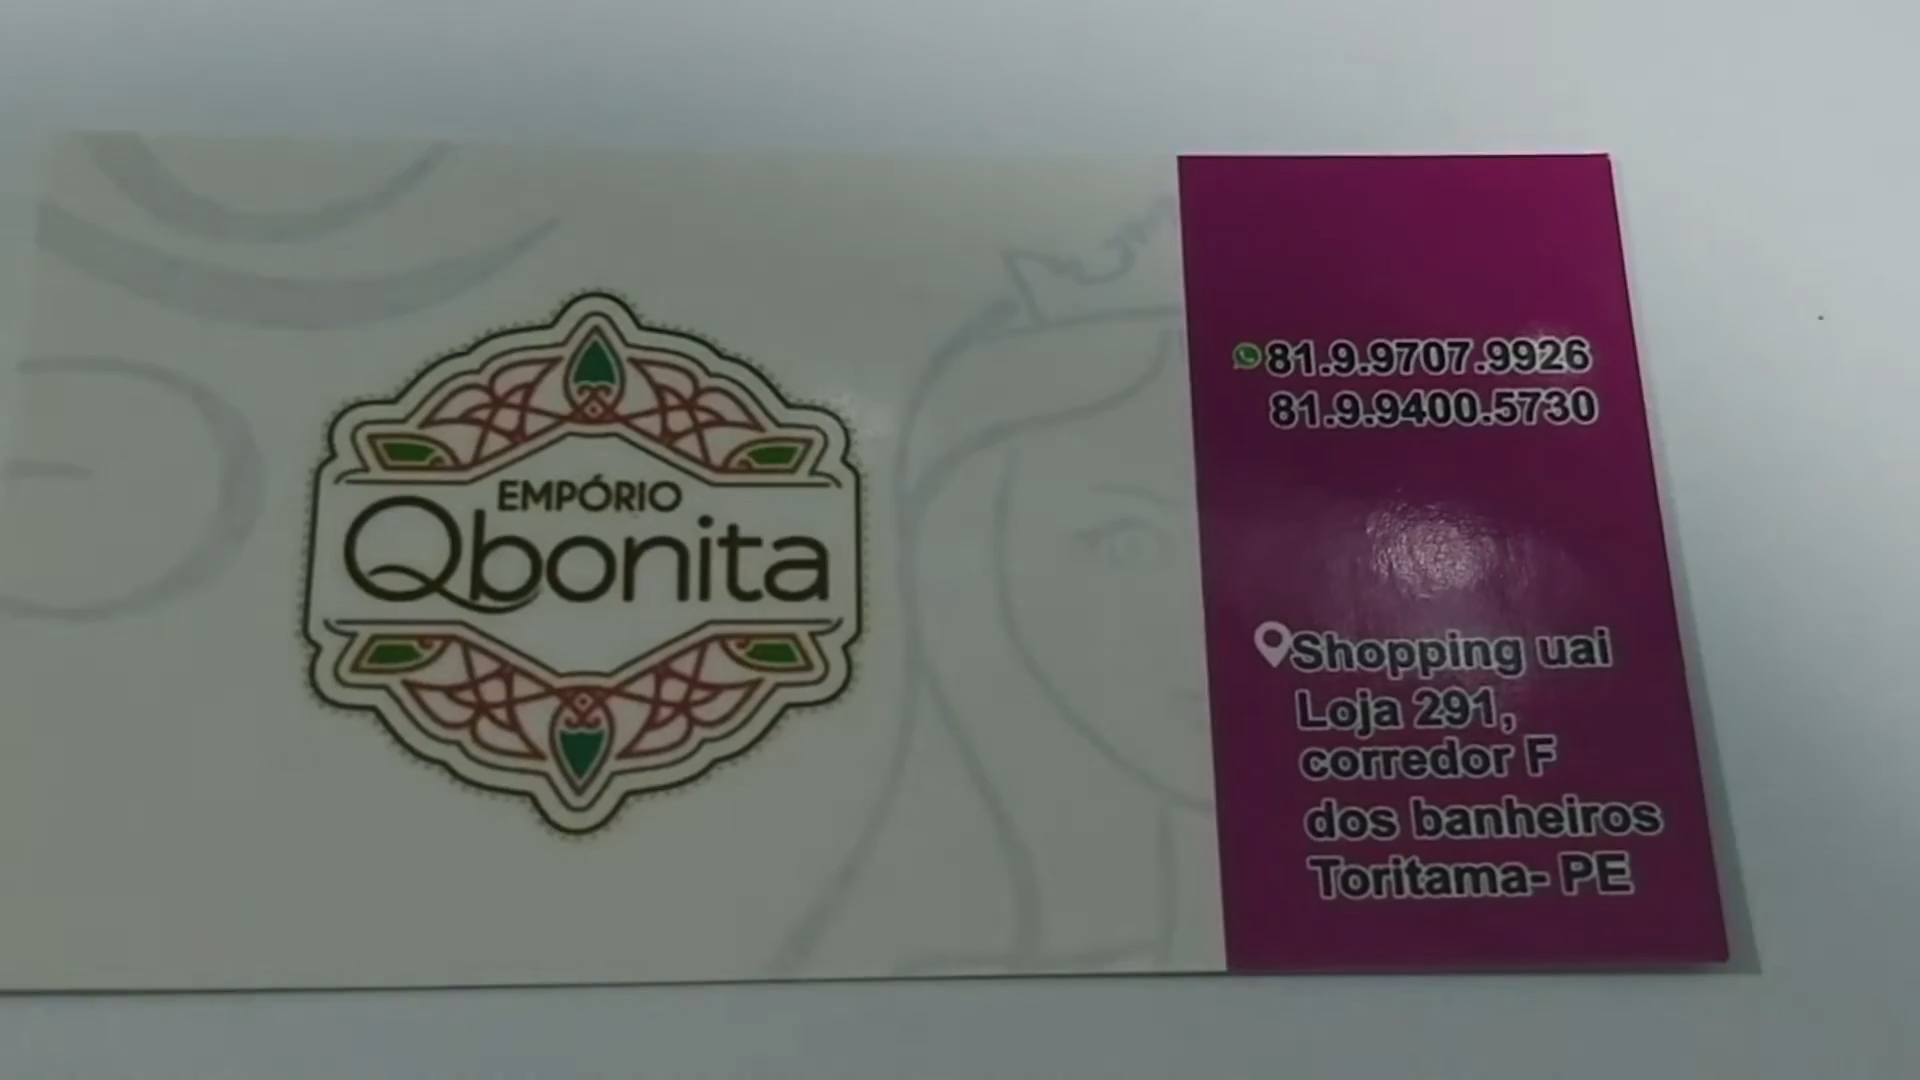 EMPÓRIO
Qbonita
81.9.9707.9926
81.9.9400.5730
Shopping uai
Loja 291,
corredor F
dos banheiros
Toritama- PE